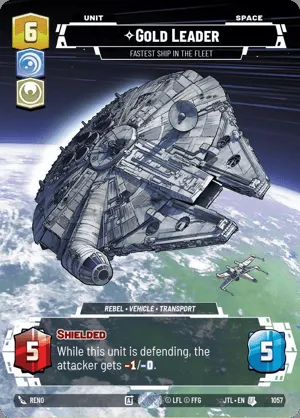 UNIT
SPACE
6
GOLD LEADER
FASTEST SHIP IN THE FLEET
REBEL • VEHICLE • TRANSPORT
SHIELDED
5
While this unit is defending, the
attacker gets -1/-0.
5
RENO
© LFL © FFG
JTL • EN
1057